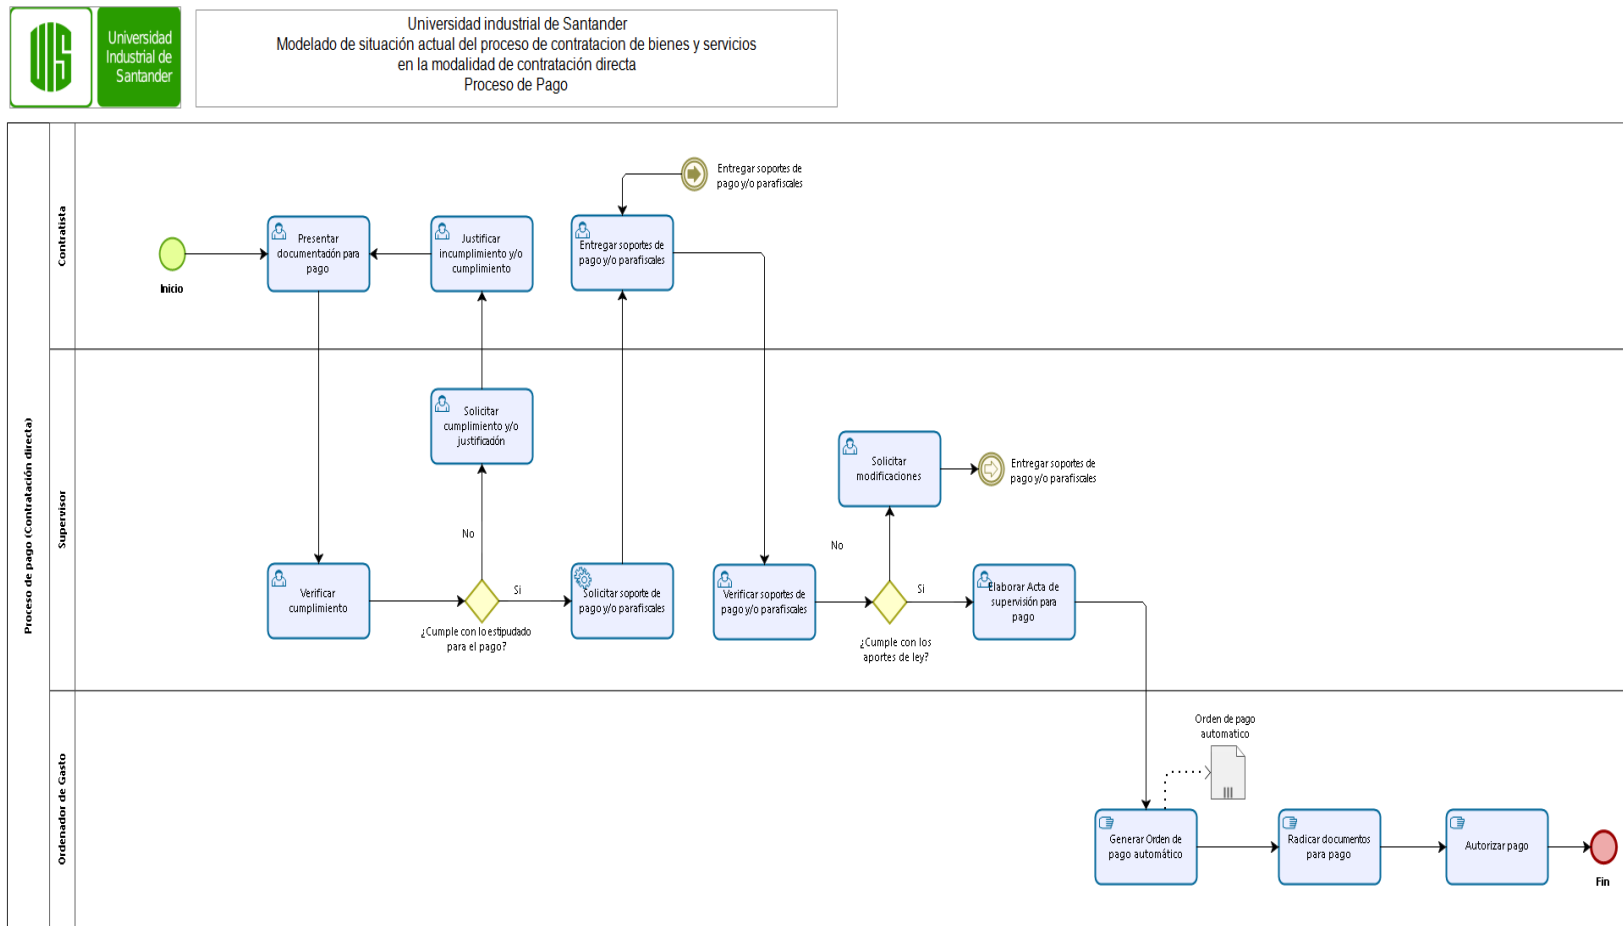 Universidad
Industrial de
Santander
Universidad industrial de Santander
Modelado de situación actual del proceso de contratacion de bienes y servicios
en la modalidad de contratación directa
Proceso de Pago
Proceso de pago (Contratación directa)
Contratista
Inicio
Presentar
documentación para
pago
Justificar
incumplimiento y/o
cumplimiento
Entregar soportes de
pago y/o parafiscales
Entregar soportes de
pago y/o parafiscales
Supervisor
Solicitar
cumplimiento y/o
justificación
No
Verificar
cumplimiento
¿Cumple con lo estipudado
para el pago?
Si
Solicitar soporte de
pago y/o parafiscales
Verificar soportes de
pago y/o parafiscales
Solicitar
modificaciones
Entregar soportes de
pago y/o parafiscales
No
¿Cumple con los
aportes de ley?
Si
Elaborar Acta de
supervisión para
pago
Ordenador de Gasto
Orden de pago
automatico
Generar Orden de
pago automático
Radicar documentos
para pago
Autorizar pago
Fin